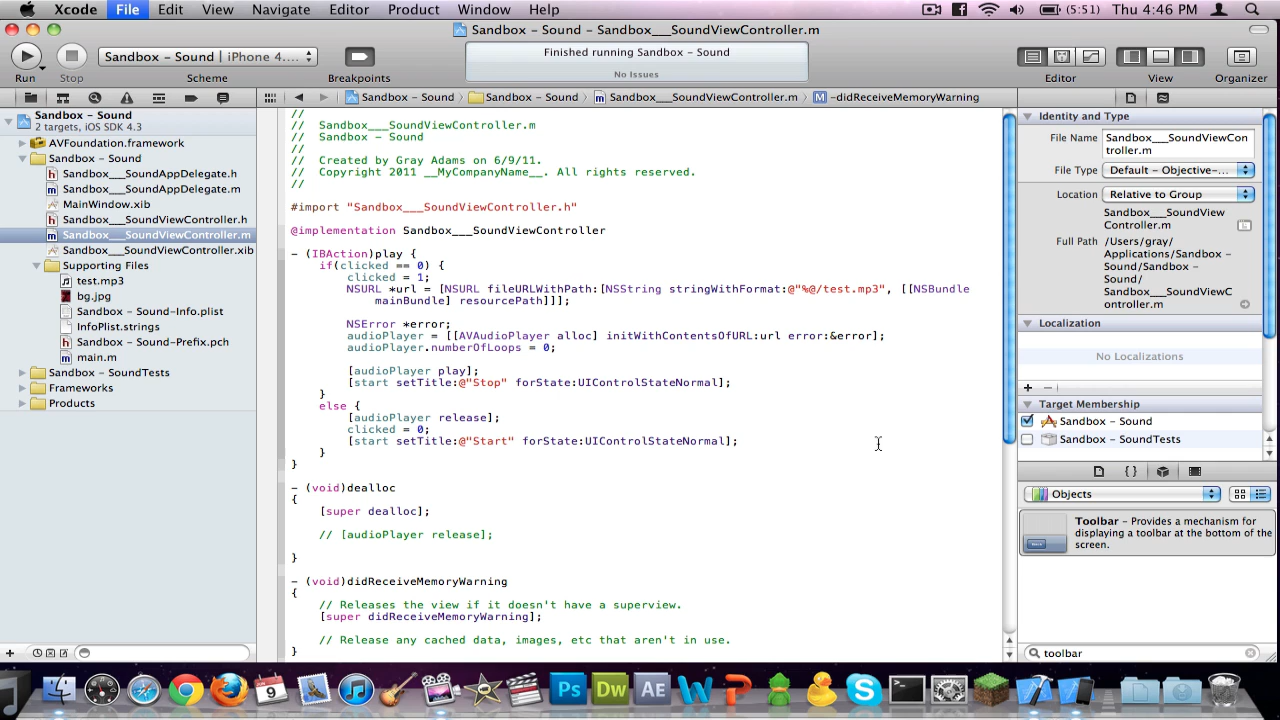 Xcode File Edit View Navigate Editor Product Window Help (5:51) Thu 4:46 PM
Sandbox - Sound - Sandbox___SoundViewController.m
Sandbox - Sound iPhone 4.... Finished running Sandbox - Sound
No Issues
Run Stop Scheme Breakpoints Editor View Organizer
Sandbox - Sound Sandbox - Sound Sandbox___SoundViewController.m -didReceiveMemoryWarning
Sandbox - Sound
2 targets, iOS SDK 4.3
AVFoundation.framework
Sandbox - Sound
Sandbox___SoundAppDelegate.h
Sandbox___SoundAppDelegate.m
MainWindow.xib
Sandbox___SoundViewController.h
Sandbox___SoundViewController.m
Sandbox___SoundViewController.xib
Supporting Files
test.mp3
bg.jpg
Sandbox - Sound-Info.plist
InfoPlist.strings
Sandbox - Sound-Prefix.pch
main.m
Sandbox - SoundTests
Frameworks
Products
//
// Sandbox___SoundViewController.m
// Sandbox - Sound
//
// Created by Gray Adams on 6/9/11.
// Copyright 2011 __MyCompanyName__. All rights reserved.
//
#import "Sandbox___SoundViewController.h"
@implementation Sandbox___SoundViewController
- (IBAction)play {
if(clicked == 0) {
clicked = 1;
NSURL *url = [NSURL fileURLWithPath:[NSString stringWithFormat:@"%@/test.mp3", [[NSBundle
mainBundle] resourcePath]]];
NSError *error;
audioPlayer = [[AVAudioPlayer alloc] initWithContentsOfURL:url error:&error];
audioPlayer.numberOfLoops = 0;
[audioPlayer play];
[start setTitle:@"Stop" forState:UIControlStateNormal];
}
else {
[audioPlayer release];
clicked = 0;
[start setTitle:@"Start" forState:UIControlStateNormal];
}
}
- (void)dealloc
{
[super dealloc];
// [audioPlayer release];
}
- (void)didReceiveMemoryWarning
{
// Releases the view if it doesn't have a superview.
[super didReceiveMemoryWarning];
// Release any cached data, images, etc that aren't in use.
}
Identity and Type
File Name Sandbox___SoundViewCon
troller.m
File Type Default - Objective-...
Location Relative to Group
Sandbox___SoundView
Controller.m
Full Path /Users/gray/
Applications/Sandbox -
Sound/Sandbox -
Sound/
Sandbox___SoundViewC
ontroller.m
Localization
No Localizations
Target Membership
Sandbox - Sound
Sandbox - SoundTests
Objects
Toolbar - Provides a mechanism for
displaying a toolbar at the bottom of the
screen.
toolbar
9 Ps Dw AE